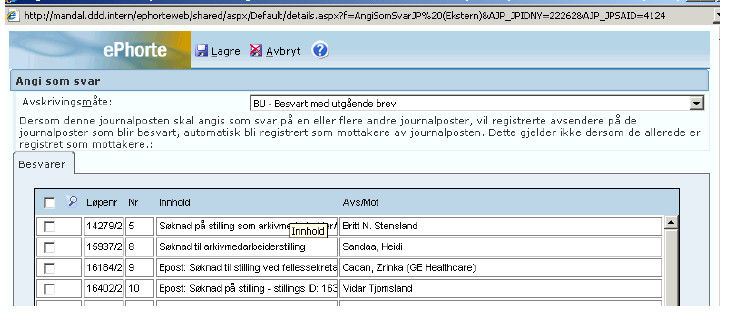 http://mandal.ddd.intern/ephorteweb/shared/aspx/Default/details.aspx?f=AngiSomSvarJP%20(Ekstern)&AJP_JPIDNY=222628AJP_JPSAID=4124
ePhorte Lagre Avbryt ?
Angi som svar
Avskrivingsmåte: BU - Besvart med utgående brev
Dersom denne journalposten skal angis som svar på en eller flere andre journalposter, vil registrerte avsendere på de
journalposter som blir besvart, automatisk bli registrert som mottakere av journalposten. Dette gjelder ikke dersom de allerede er
registret som mottakere.:
Besvarer
Løpenr Nr Innhold Avs/Mot
14279/2 5 Søknad på stilling som Britt N. Stensland
Innhold
15937/2 8 Søknad til arkivmedarbeiderstilling Sandaa, Heidi
16184/2 9 Epost: Søknad til stilling ved fellessekreta Cacan, Zrinka (GE Healthcare)
16402/2 10 Epost: Søknad på stilling - stillings ID: 163 Vidar Tjomsland